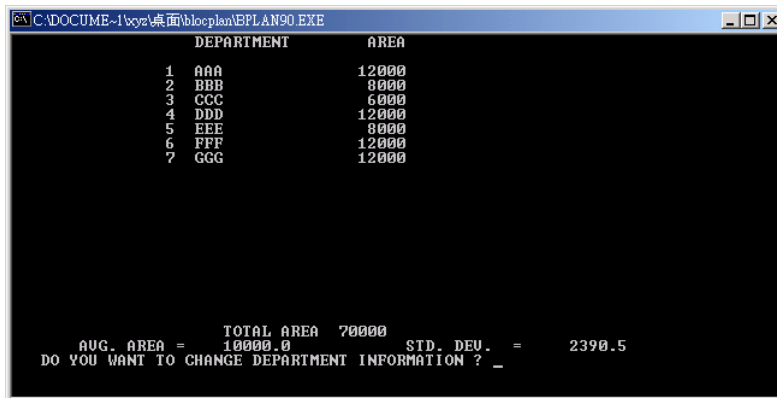 C:\DOCUME~1\xyz\桌面\blocplan\BPLAN90.EXE
DEPARTMENT AREA
1 AAA 12000
2 BBB 8000
3 CCC 6000
4 DDD 12000
5 EEE 8000
6 FFF 12000
7 GGG 12000
TOTAL AREA 70000
AVG. AREA = 10000.0 STD. DEV. = 2390.5
DO YOU WANT TO CHANGE DEPARTMENT INFORMATION ? _